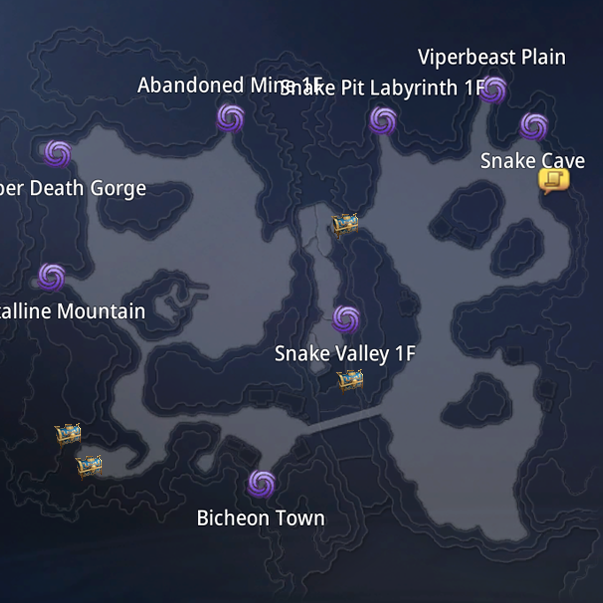 Viperbeast Plain
Abandoned Mine 1F
Snake Pit Labyrinth 1F
Snake Cave
per Death Gorge
talline Mountain
Snake Valley 1F
Bicheon Town